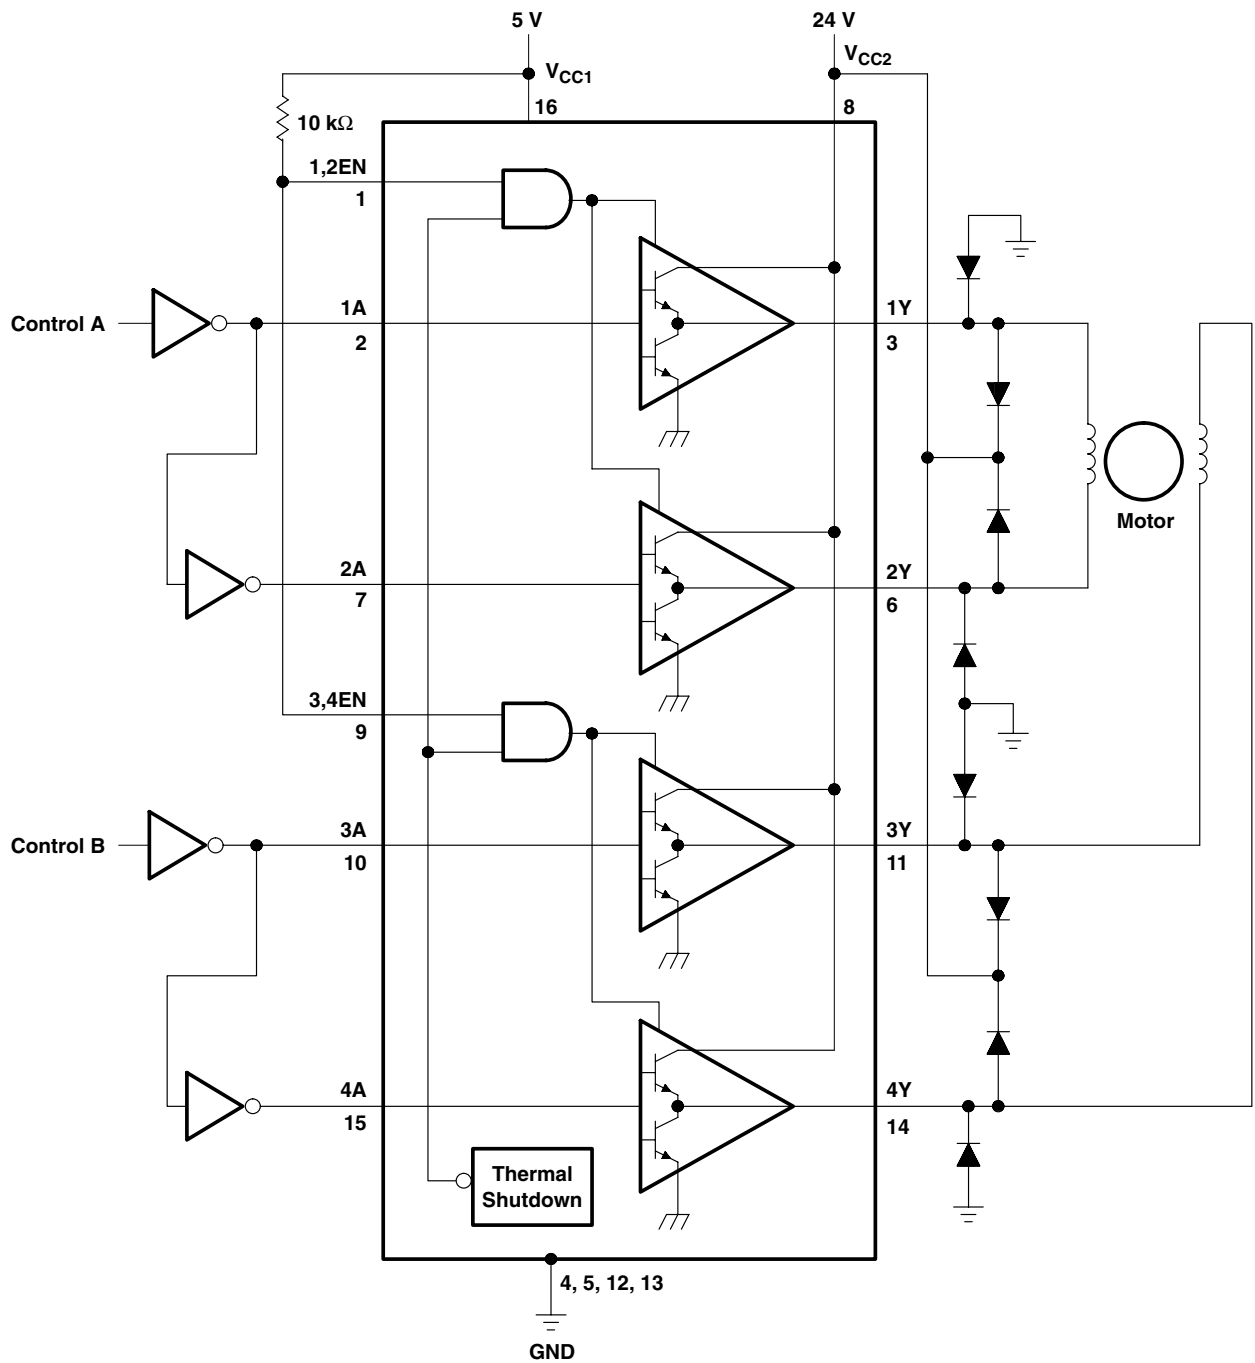 5 V
24 V
VCC1
VCC2
16
8
10 kΩ
1,2EN
1
Control A
1A
2
1Y
3
Motor
2A
7
2Y
6
3,4EN
9
Control B
3A
10
3Y
11
4A
15
4Y
14
Thermal
Shutdown
4, 5, 12, 13
GND